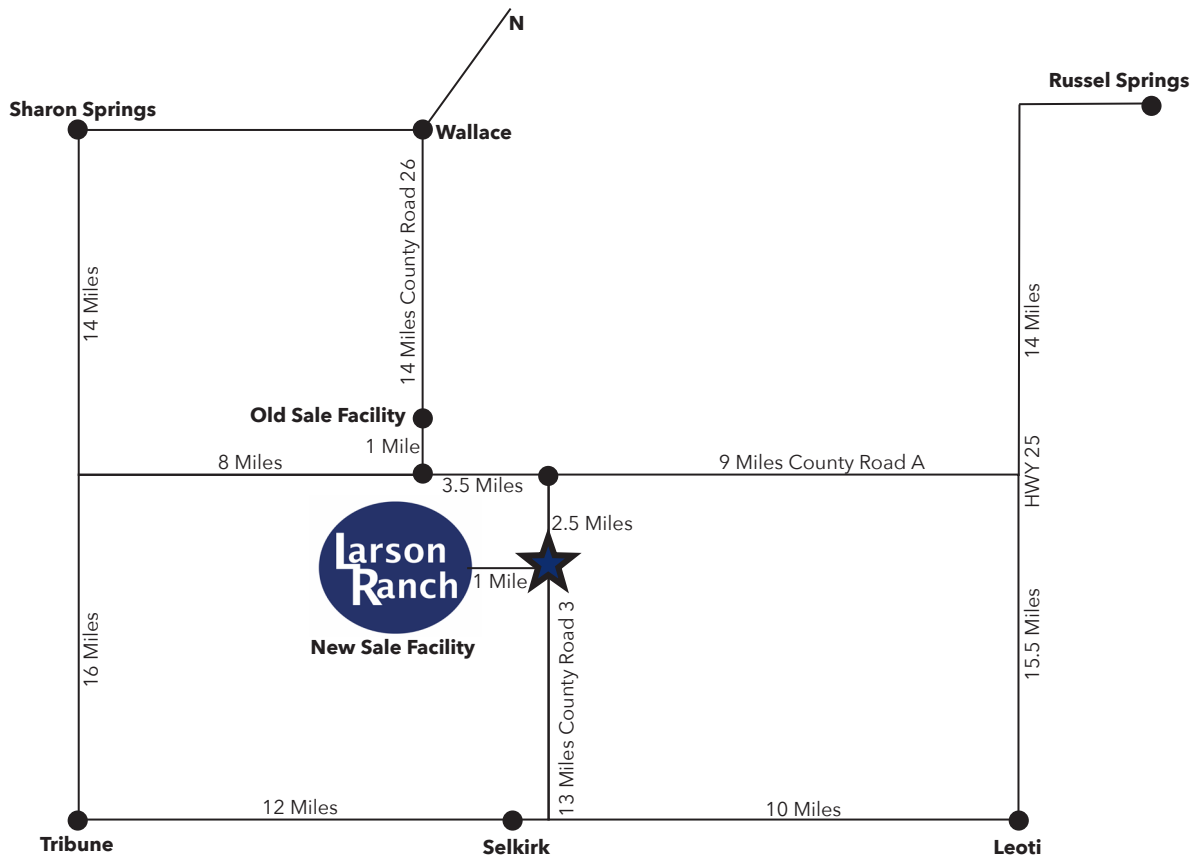 N
Russel Springs
Sharon Springs
Wallace
14 Miles County Road 26
14 Miles
14 Miles
Old Sale Facility
1 Mile
8 Miles
9 Miles County Road A
HWY 25
3.5 Miles
2.5 Miles
Larson
Ranch
1 Mile
New Sale Facility
16 Miles
13 Miles County Road 3
15.5 Miles
12 Miles
10 Miles
Tribune
Selkirk
Leoti